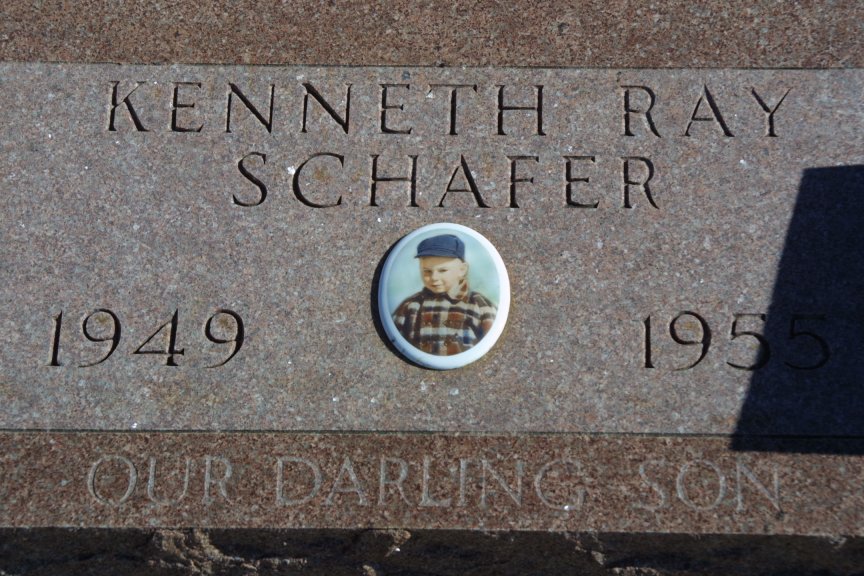 KENNETH RAY
SCHAFER
1949 1955
OUR DARLING SON